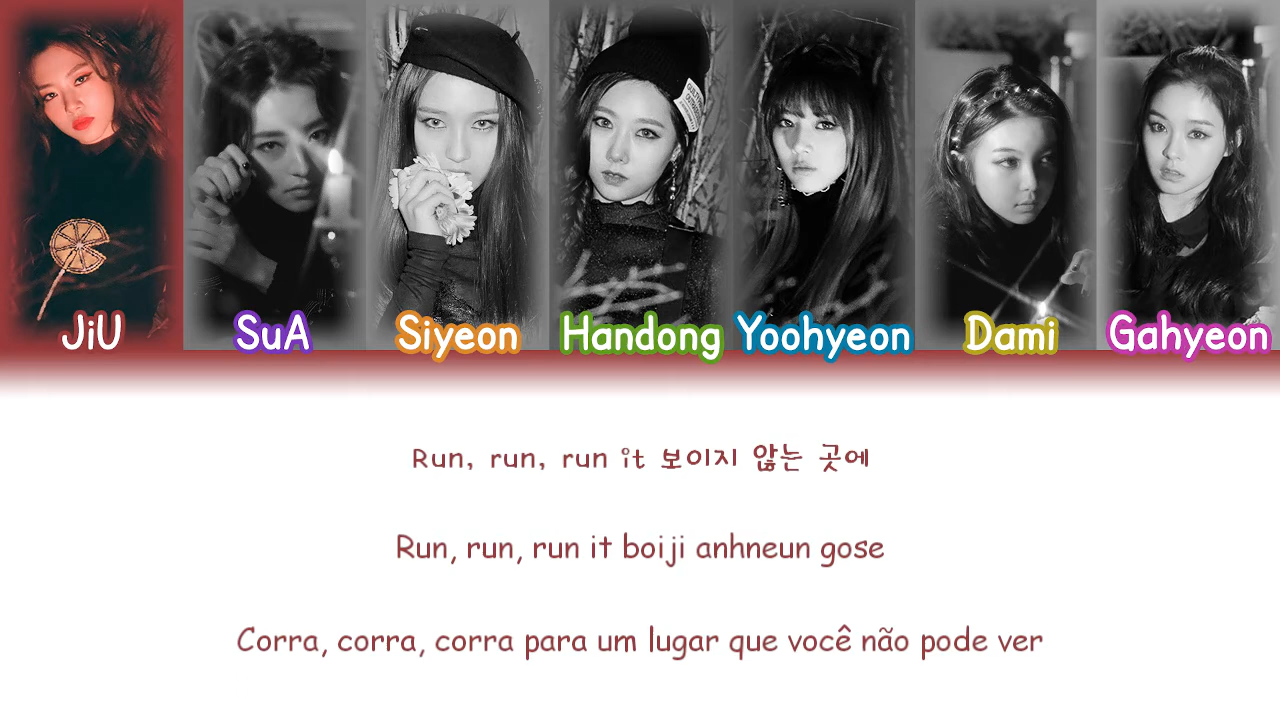 JiU SuA Siyeon Handong Yoohyeon Dami Gahyeon
Run, run, run it 보이지 않는 곳에
Run, run, run it boiji anhneun gose
Corra, corra, corra para um lugar que você não pode ver